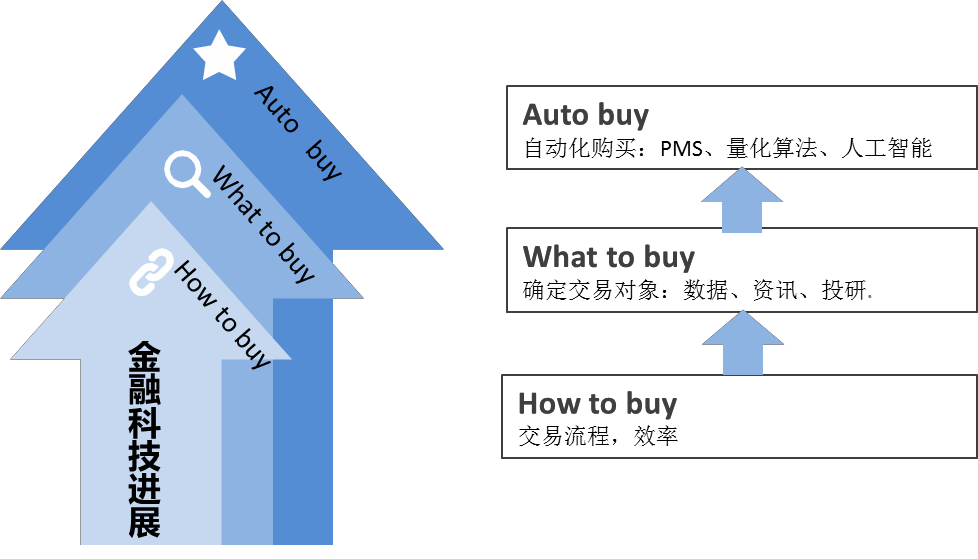 Auto buy
What to buy
How to buy
金融科技进展
Auto buy
自动化购买：PMS、量化算法、人工智能
What to buy
确定交易对象：数据、资讯、投研.
How to buy
交易流程，效率